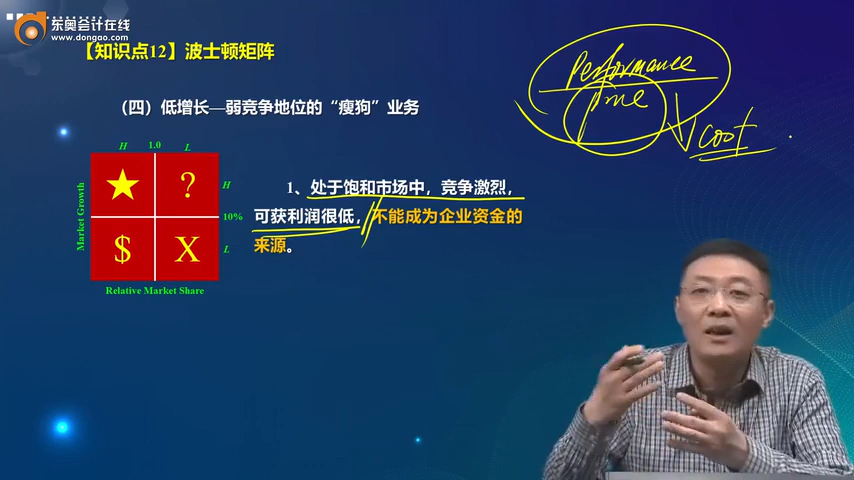 东奥会计在线
www.dongao.com
【知识点12】波士顿矩阵
Performance
price
cost
（四）低增长—弱竞争地位的“瘦狗”业务
H 1.0 L
H
10%
L
Market Growth
★ ?
$ X
Relative Market Share
1、处于饱和市场中，竞争激烈，
可获利润很低，不能成为企业资金的
来源。